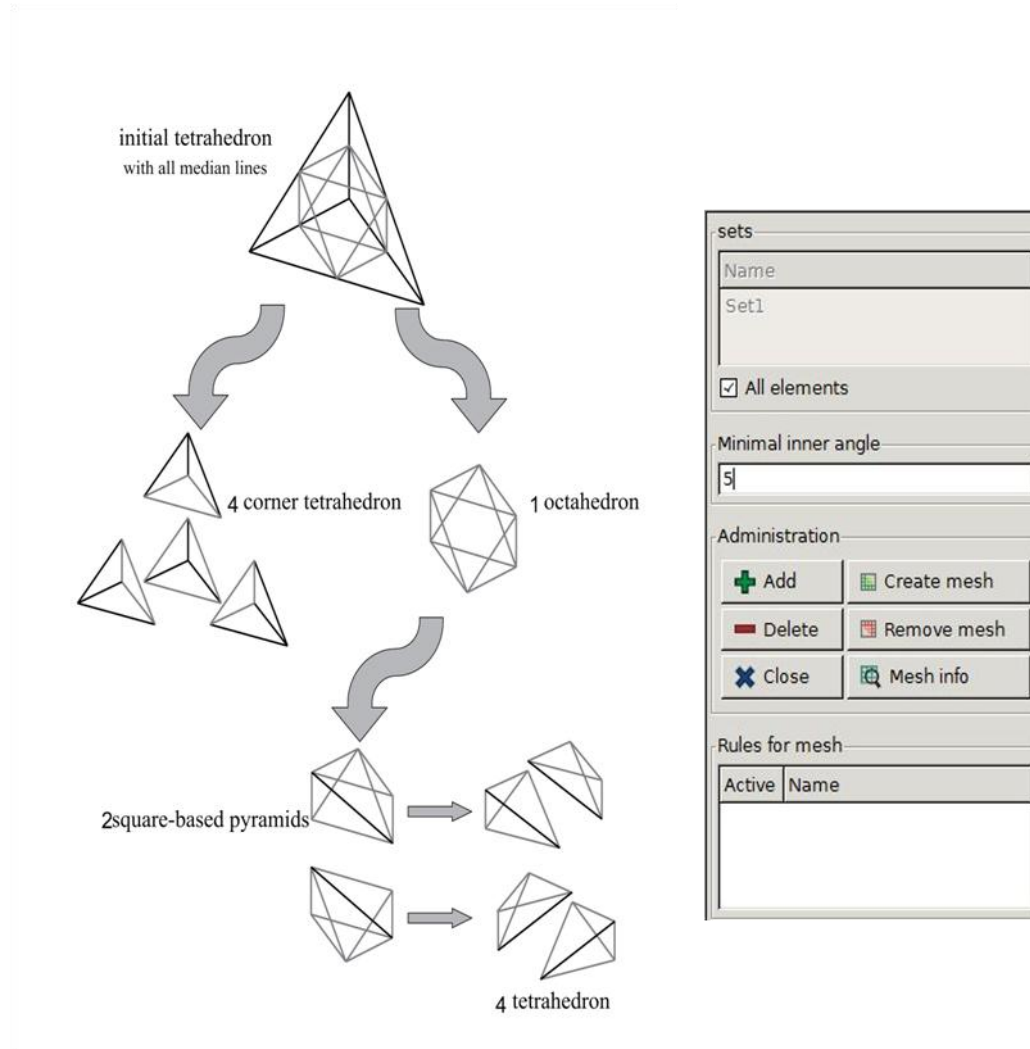 initial tetrahedron
with all median lines
4 corner tetrahedron
1 octahedron
2square-based pyramids
4 tetrahedron
sets
Name
Set1
All elements
Minimal inner angle
5
Administration
Add
Create mesh
Delete
Remove mesh
Close
Mesh info
Rules for mesh
Active Name